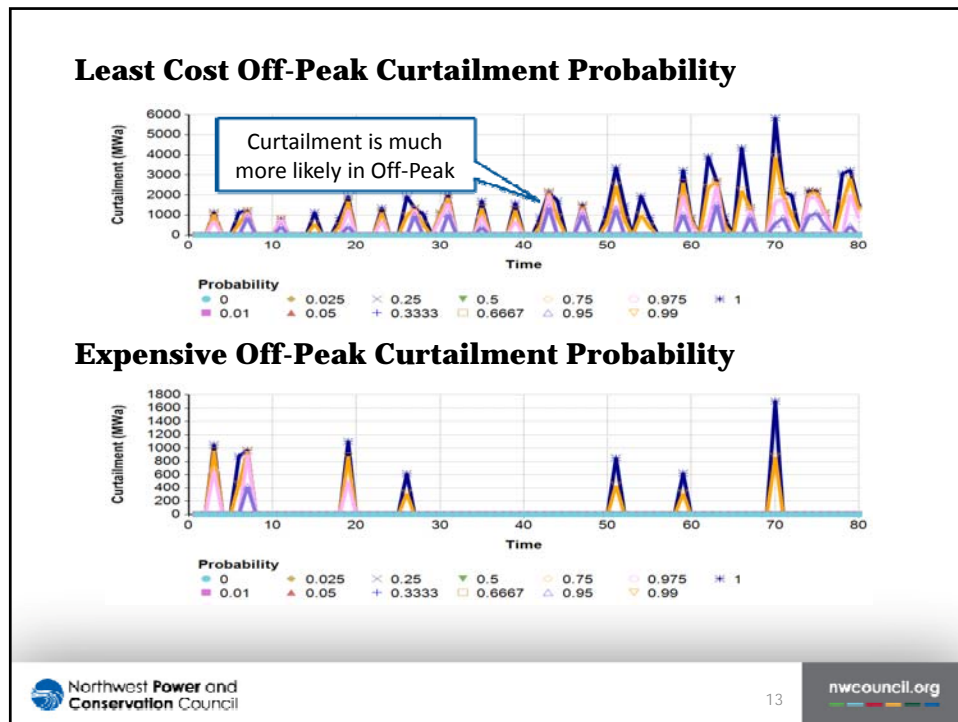 Least Cost Off-Peak Curtailment Probability
6000
5000
4000
3000
2000
1000
0
Curtailment (MWa)
Curtailment is much
more likely in Off-Peak
0 10 20 30 40 50 60 70 80
Time
Probability
0 0.025 0.25 0.5 0.75 0.975 1
0.01 0.05 0.3333 0.6667 0.95 0.99
Expensive Off-Peak Curtailment Probability
1800
1600
1400
1200
1000
800
600
400
200
0
Curtailment (MWa)
0 10 20 30 40 50 60 70 80
Time
Probability
0 0.025 0.25 0.5 0.75 0.975 1
0.01 0.05 0.3333 0.6667 0.95 0.99
Northwest Power and
Conservation Council
13
nwcouncil.org